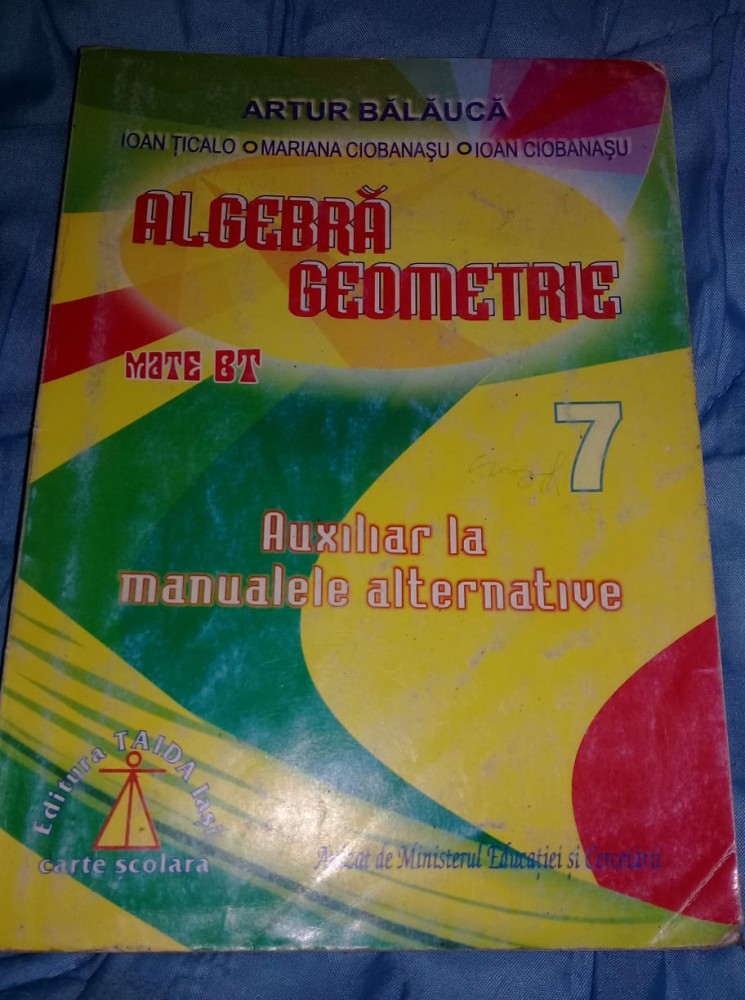 ARTUR BĂLĂUCĂ
IOAN ȚICALO • MARIANA CIOBANAȘU • IOAN CIOBANAȘU
ALGEBRĂ
GEOMETRIE
MATE BT
7
Auxiliar la
manualele alternative
Editura TAIDA Iași
carte școlara
Avizat de Ministerul Educației și Cercetării